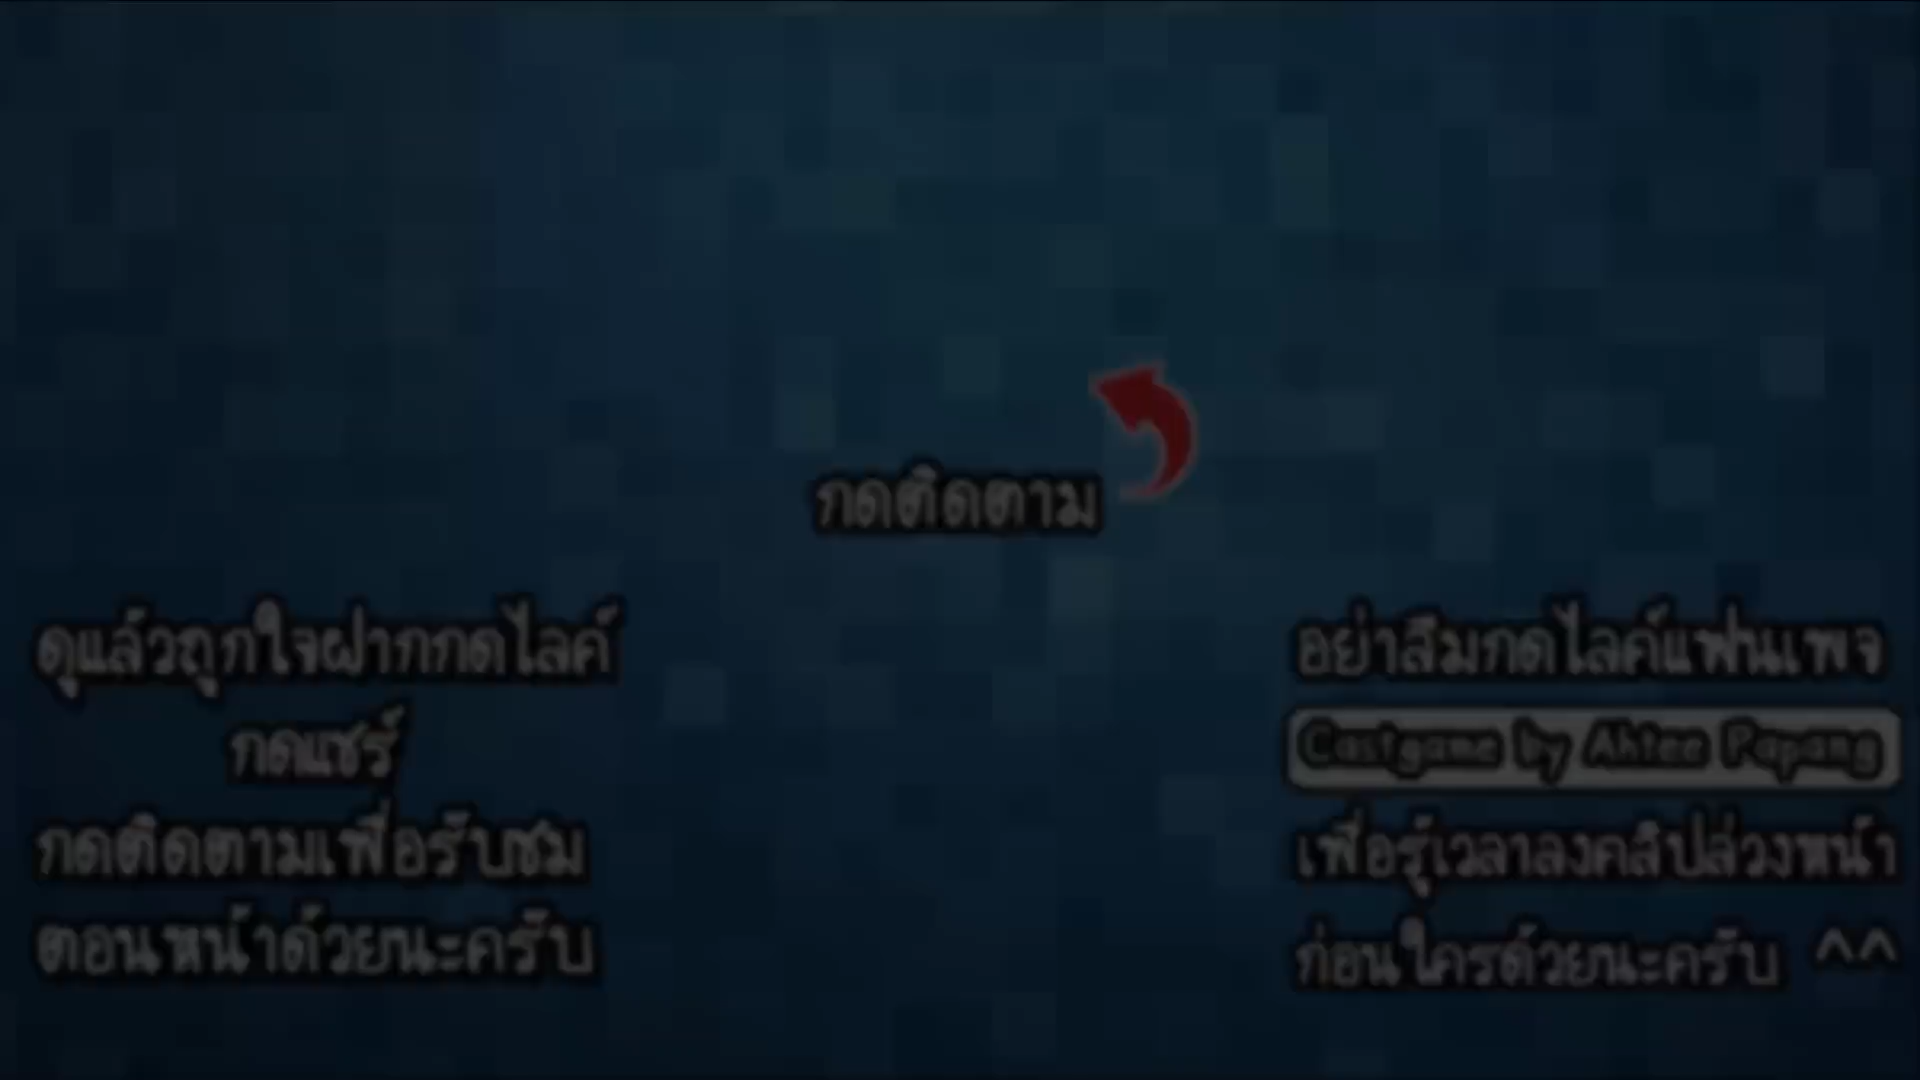 กดติดตาม
ดูแล้วถูกใจฝากกดไลค์
กดแชร์
กดติดตามเพื่อรับชม
ตอนหน้าด้วยนะครับ
อย่าลืมกดไลค์แฟนเพจ
Castgame by Ahtee Papang
เพื่อรู้เวลาลงคลิปล่วงหน้า
ก่อนใครด้วยนะครับ ^^